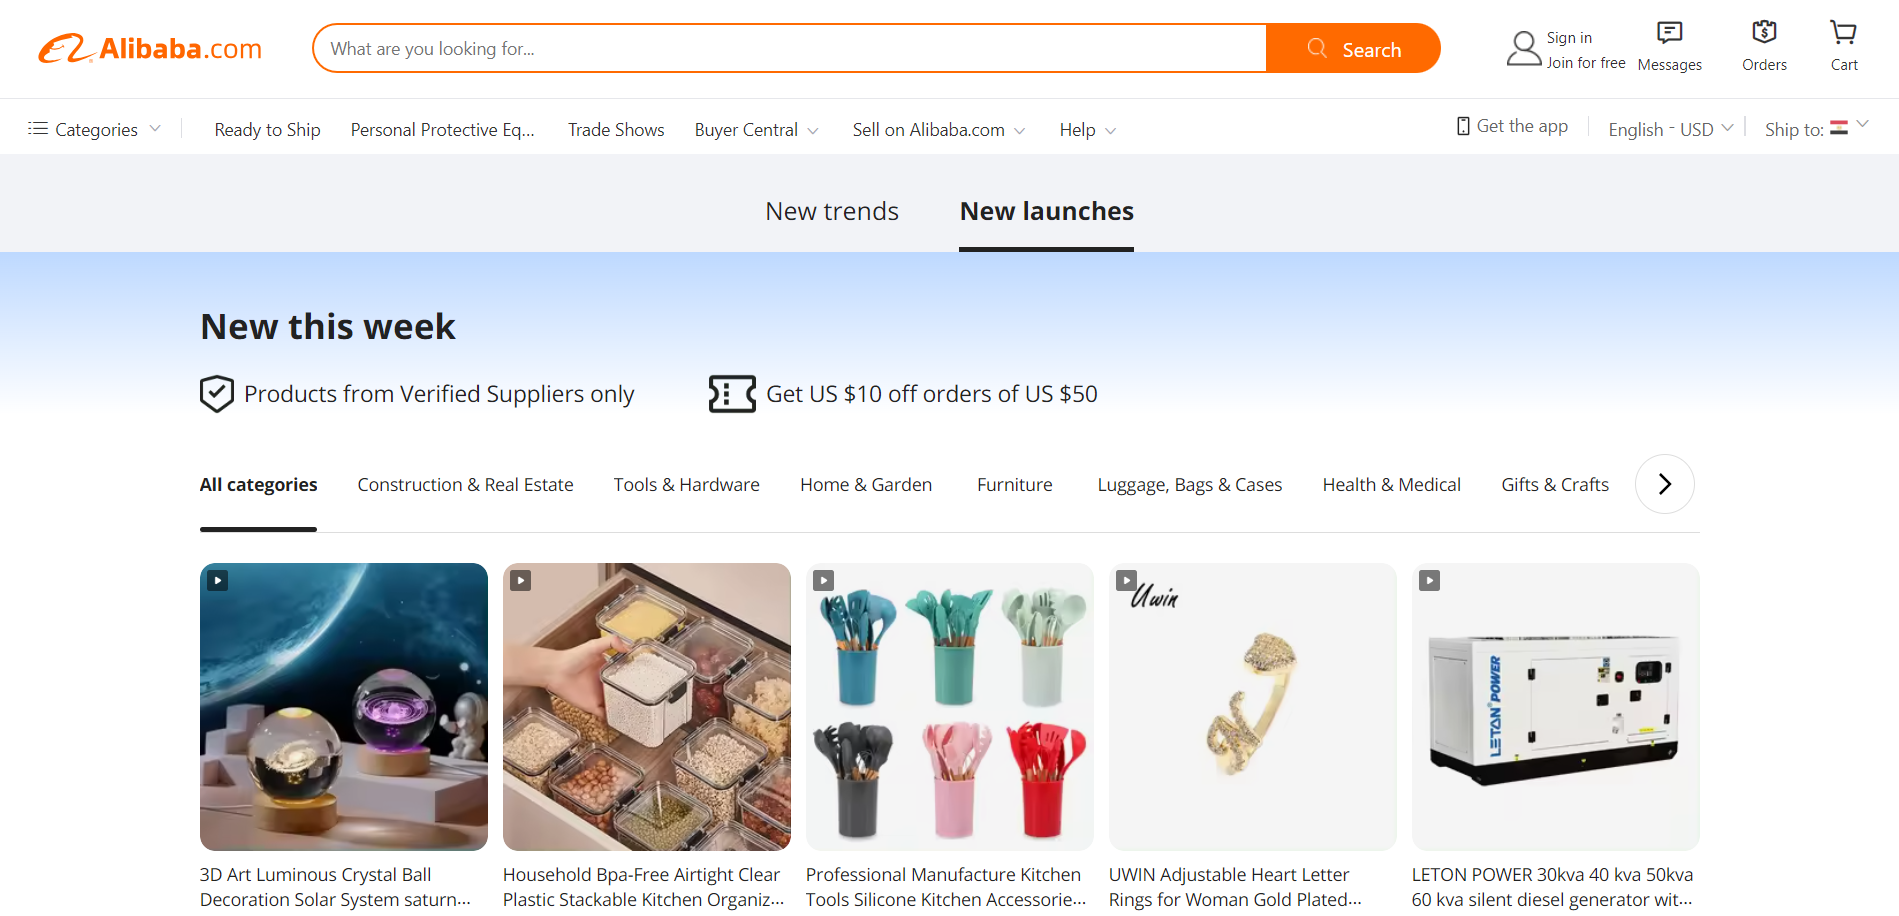 Alibaba.com
What are you looking for...
Search
Sign in
Join for free
Messages
Orders
Cart
Categories
Ready to Ship
Personal Protective Eq...
Trade Shows
Buyer Central
Sell on Alibaba.com
Help
Get the app
English - USD
Ship to:
New trends
New launches
New this week
Products from Verified Suppliers only
Get US $10 off orders of US $50
All categories
Construction & Real Estate
Tools & Hardware
Home & Garden
Furniture
Luggage, Bags & Cases
Health & Medical
Gifts & Crafts
Uwin
LETON POWER
3D Art Luminous Crystal Ball
Decoration Solar System saturn...
Household Bpa-Free Airtight Clear
Plastic Stackable Kitchen Organiz...
Professional Manufacture Kitchen
Tools Silicone Kitchen Accessorie...
UWIN Adjustable Heart Letter
Rings for Woman Gold Plated...
LETON POWER 30kva 40 kva 50kva
60 kva silent diesel generator wit...